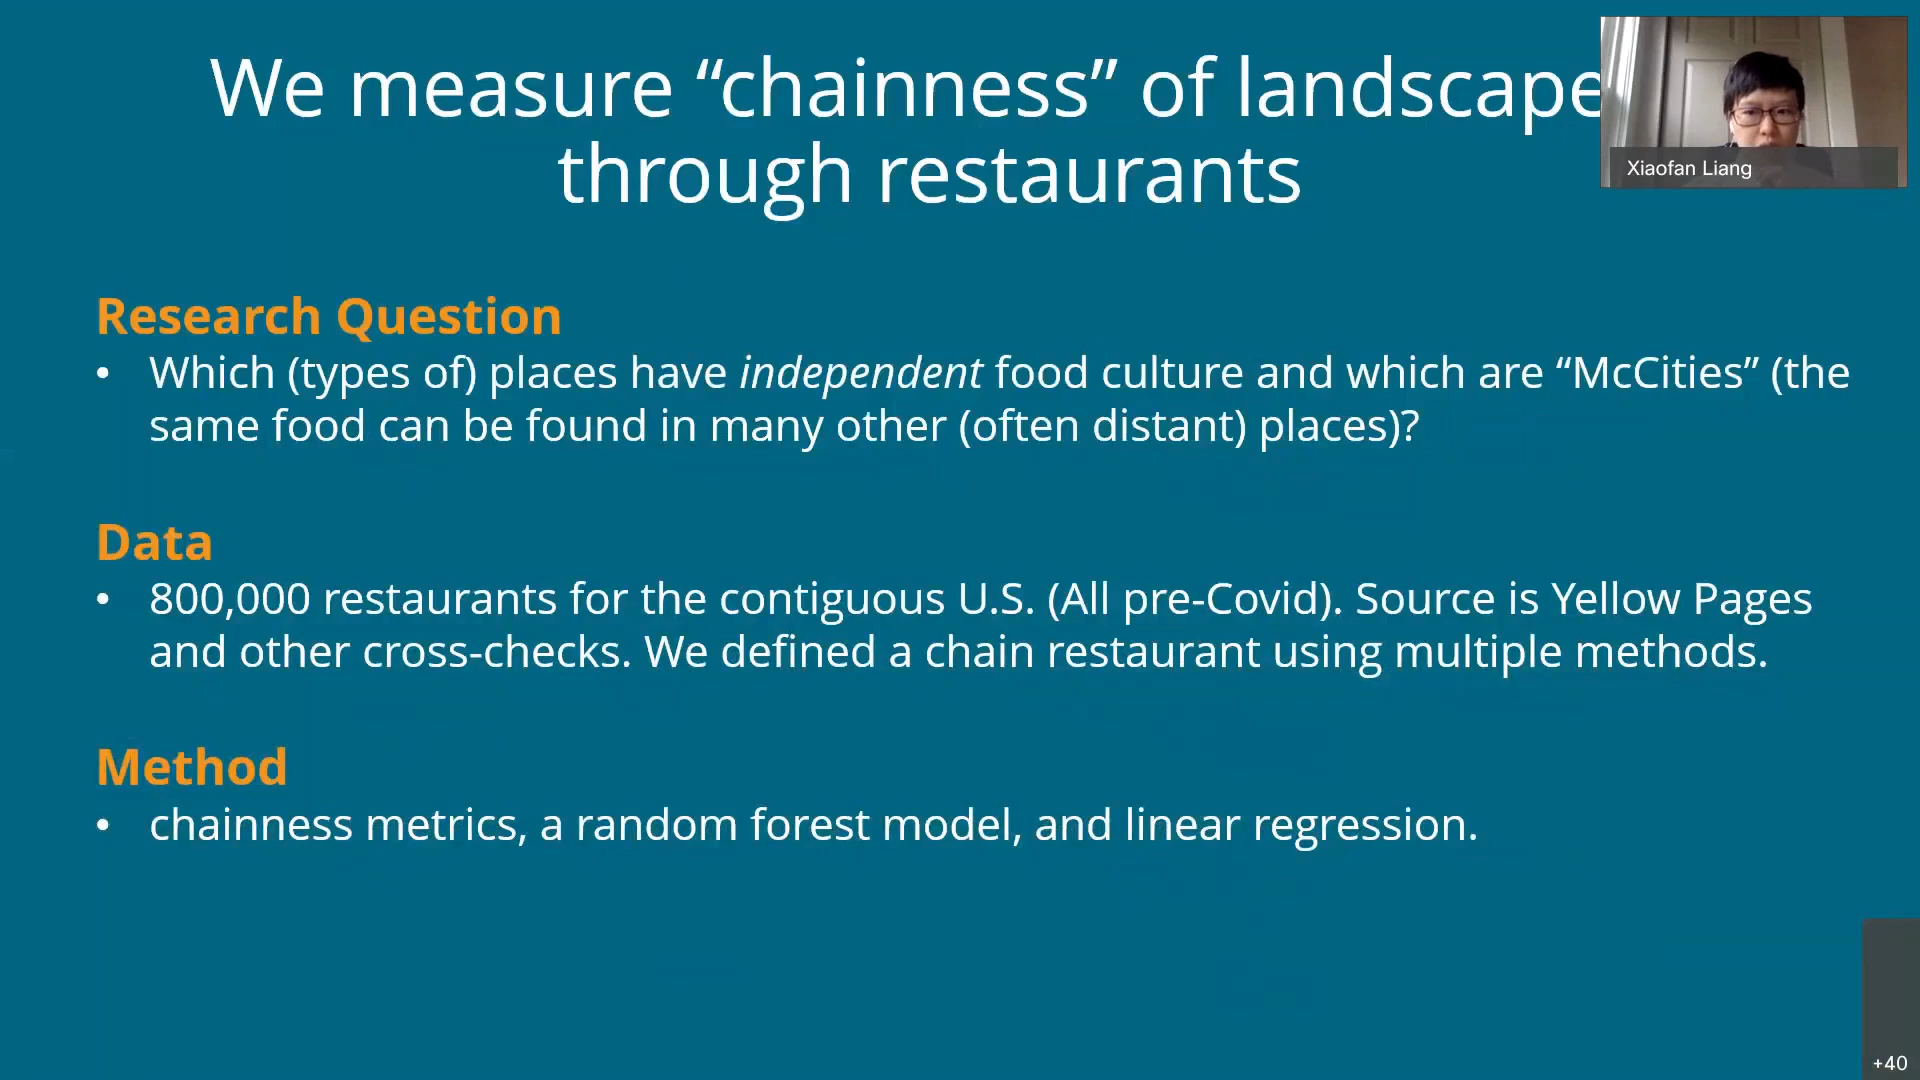 We measure “chainness” of landscape
through restaurants
Xiaofan Liang
Research Question
• Which (types of) places have independent food culture and which are “McCities” (the
same food can be found in many other (often distant) places)?
Data
• 800,000 restaurants for the contiguous U.S. (All pre-Covid). Source is Yellow Pages
and other cross-checks. We defined a chain restaurant using multiple methods.
Method
• chainness metrics, a random forest model, and linear regression.
+40